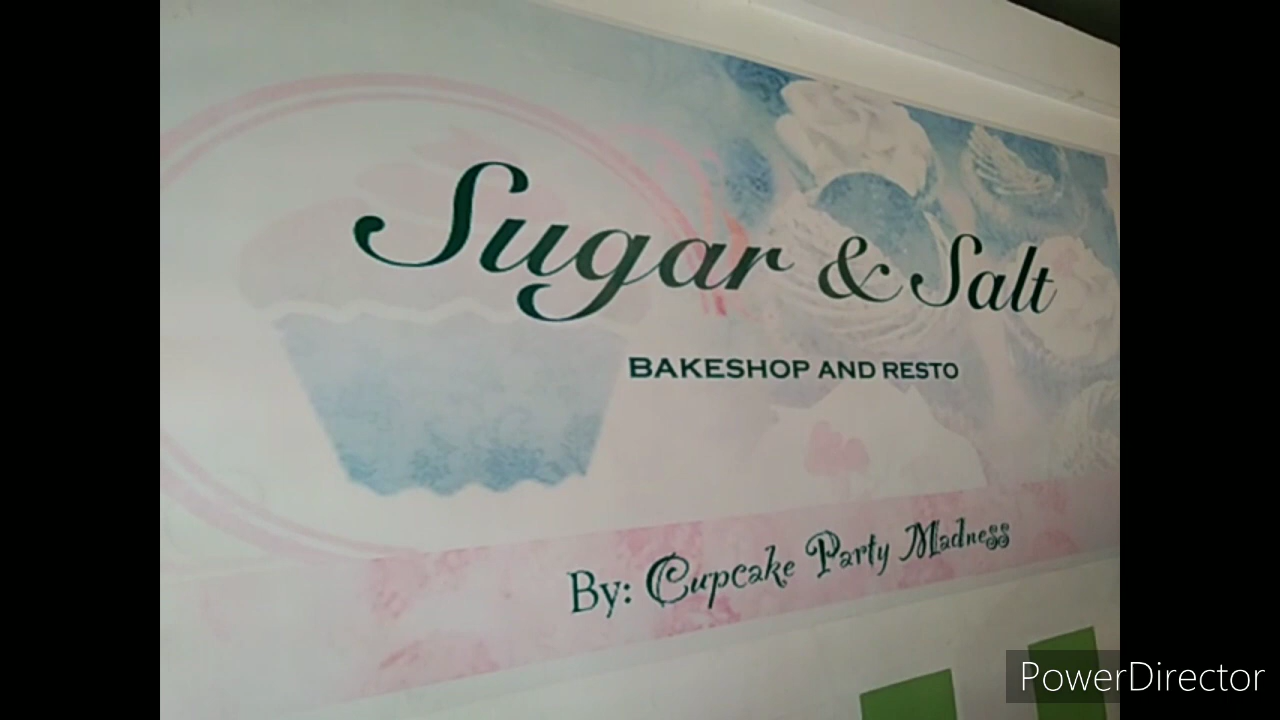 Sugar & Salt
BAKESHOP AND RESTO
By: Cupcake Party Madness
PowerDirector